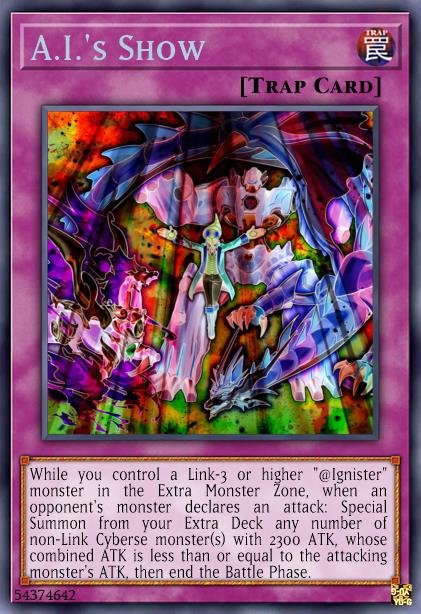 A.I.'s Show
TRAP
罠
[Trap Card]
While you control a Link-3 or higher "@Ignister"
monster in the Extra Monster Zone, when an
opponent's monster declares an attack: Special
Summon from your Extra Deck any number of
non-Link Cyberse monster(s) with 2300 ATK, whose
combined ATK is less than or equal to the attacking
monster's ATK, then end the Battle Phase.
54374642